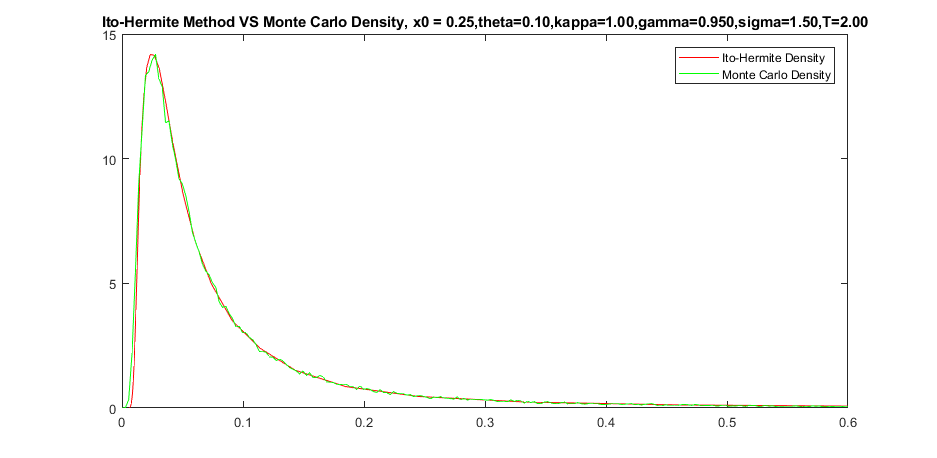 Ito-Hermite Method VS Monte Carlo Density, x0 = 0.25,theta=0.10,kappa=1.00,gamma=0.950,sigma=1.50,T=2.00
15
Ito-Hermite Density
Monte Carlo Density
10
5
0
0 0.1 0.2 0.3 0.4 0.5 0.6